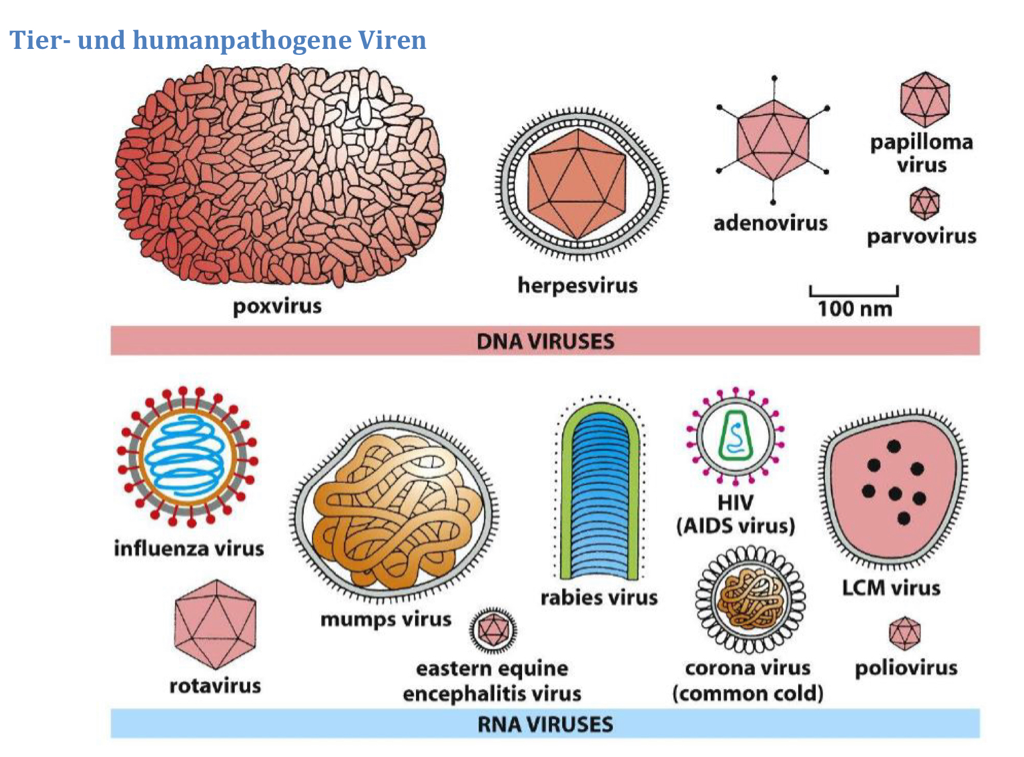 Tier- und humanpathogene Viren
poxvirus
herpesvirus
adenovirus
papilloma
virus
parvovirus
100 nm
DNA VIRUSES
influenza virus
mumps virus
rabies virus
HIV
(AIDS virus)
LCM virus
rotavirus
eastern equine
encephalitis virus
corona virus
(common cold)
poliovirus
RNA VIRUSES